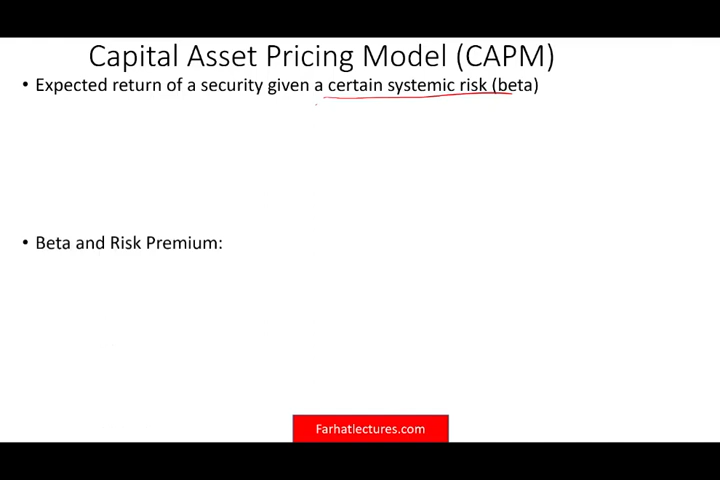 Capital Asset Pricing Model (CAPM)
• Expected return of a security given a certain systemic risk (beta)
• Beta and Risk Premium:
Farhatlectures.com